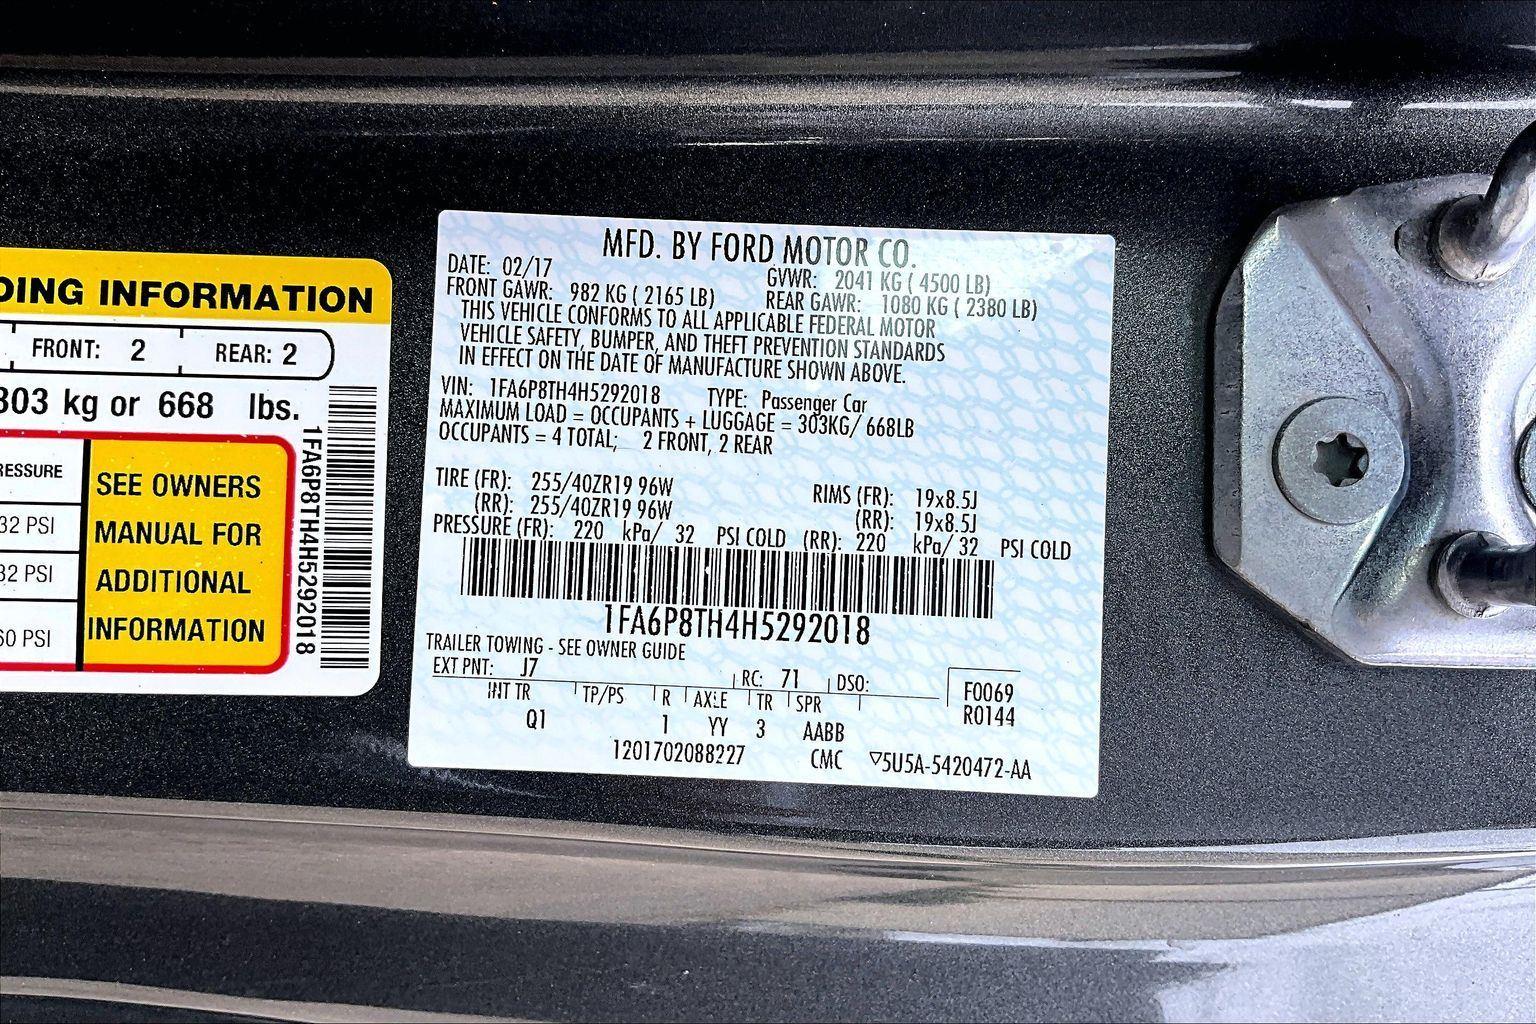 DING INFORMATION
FRONT: 2 REAR: 2
303 kg or 668 lbs.
RESSURE
32 PSI
32 PSI
60 PSI
SEE OWNERS
MANUAL FOR
ADDITIONAL
INFORMATION
1FA6P8TH4H5292018
MFD. BY FORD MOTOR CO.
DATE: 02/17 GVWR: 2041 KG ( 4500 LB)
FRONT GAWR: 982 KG ( 2165 LB) REAR GAWR: 1080 KG ( 2380 LB)
THIS VEHICLE CONFORMS TO ALL APPLICABLE FEDERAL MOTOR
VEHICLE SAFETY, BUMPER, AND THEFT PREVENTION STANDARDS
IN EFFECT ON THE DATE OF MANUFACTURE SHOWN ABOVE.
VIN: 1FA6P8TH4H5292018 TYPE: Passenger Car
MAXIMUM LOAD = OCCUPANTS + LUGGAGE = 303KG/ 668LB
OCCUPANTS = 4 TOTAL; 2 FRONT, 2 REAR
TIRE (FR): 255/40ZR19 96W RIMS (FR): 19x8.5J
(RR): 255/40ZR19 96W (RR): 19x8.5J
PRESSURE (FR): 220 kPa/ 32 PSI COLD (RR): 220 kPa/ 32 PSI COLD
1FA6P8TH4H5292018
TRAILER TOWING - SEE OWNER GUIDE
EXT PNT: J7 RC: 71 DSO:
INT TR TP/PS R AXLE TR SPR F0069
Q1 1 YY 3 AABB R0144
1201702088227 CMC ▽5U5A-5420472-AA